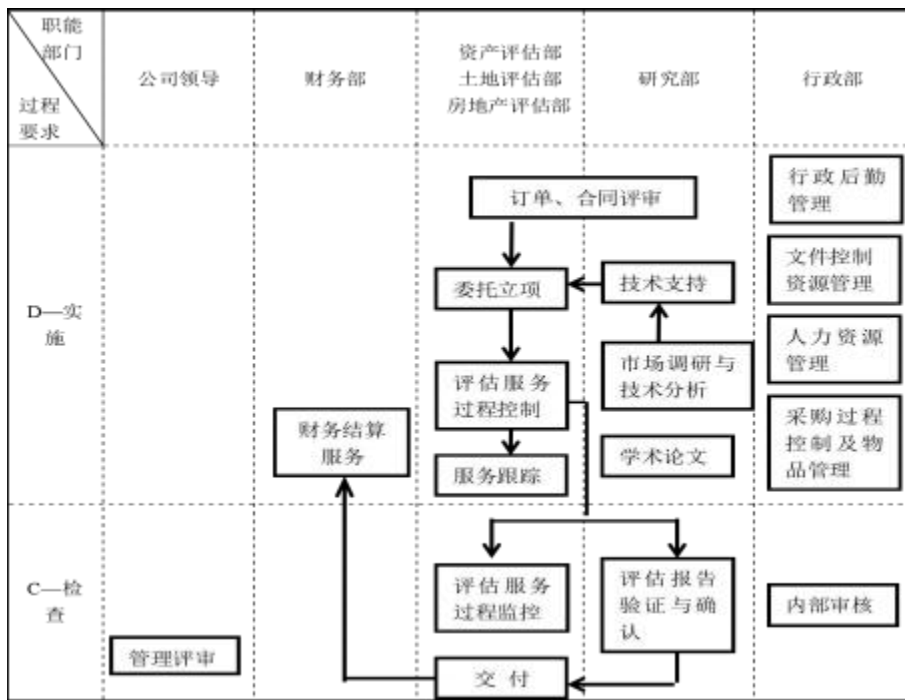 职能
部门
过程
要求
公司领导
财务部
资产评估部
土地评估部
房地产评估部
研究部
行政部
D—实
施
订单、合同评审
委托立项
技术支持
评估服务
过程控制
市场调研与
技术分析
财务结算
服务
服务跟踪
学术论文
行政后勤
管理
文件控制
资源管理
人力资源
管理
采购过程
控制及物
品管理
C—检
查
评估服务
过程监控
评估报告
验证与确
认
内部审核
管理评审
交付